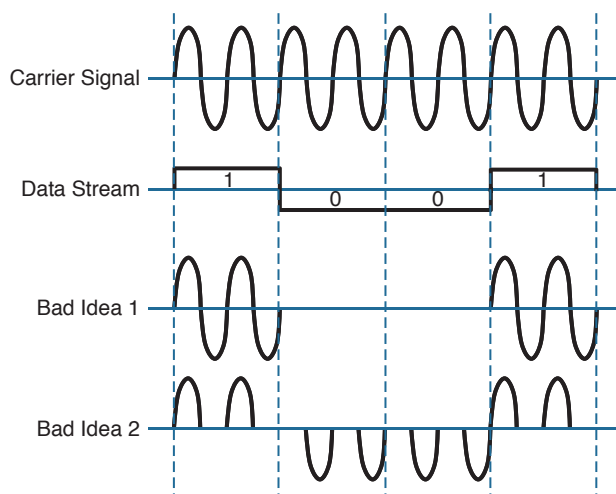 Carrier Signal
Data Stream
1
0
0
1
Bad Idea 1
Bad Idea 2